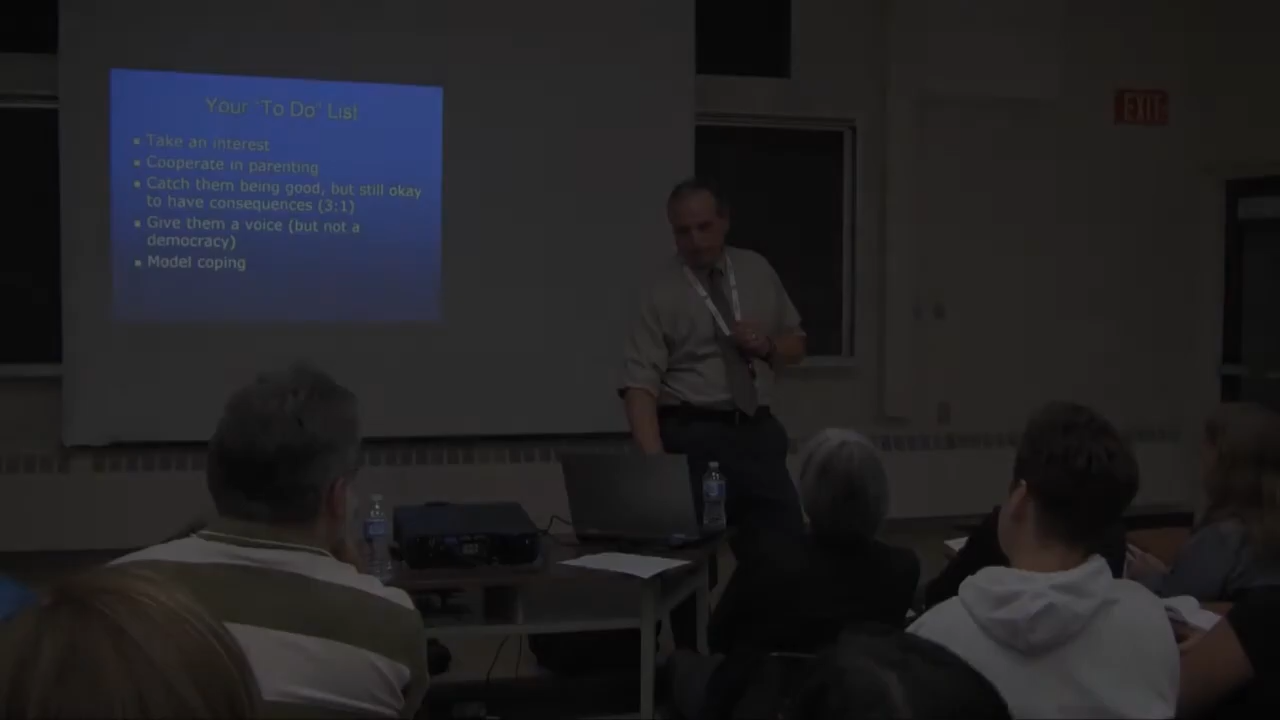 Your "To Do" List
Take an interest
Cooperate in parenting
Catch them being good, but still okay
to have consequences (3:1)
Give them a voice (but not a
democracy)
Model coping
EXIT